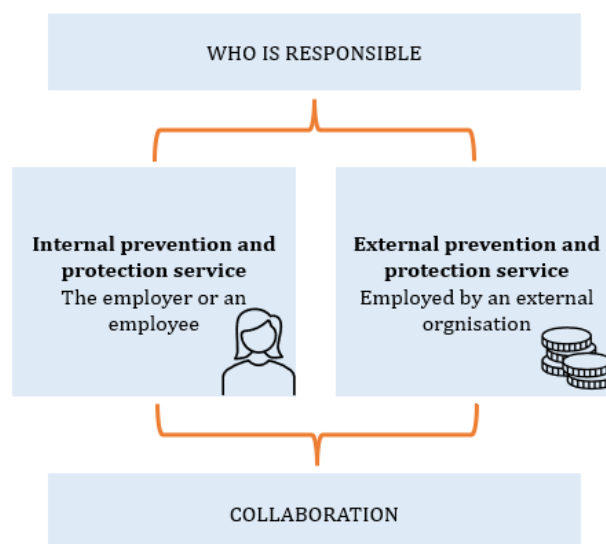 WHO IS RESPONSIBLE
Internal prevention and
protection service
The employer or an
employee
External prevention and
protection service
Employed by an external
orgnisation
COLLABORATION